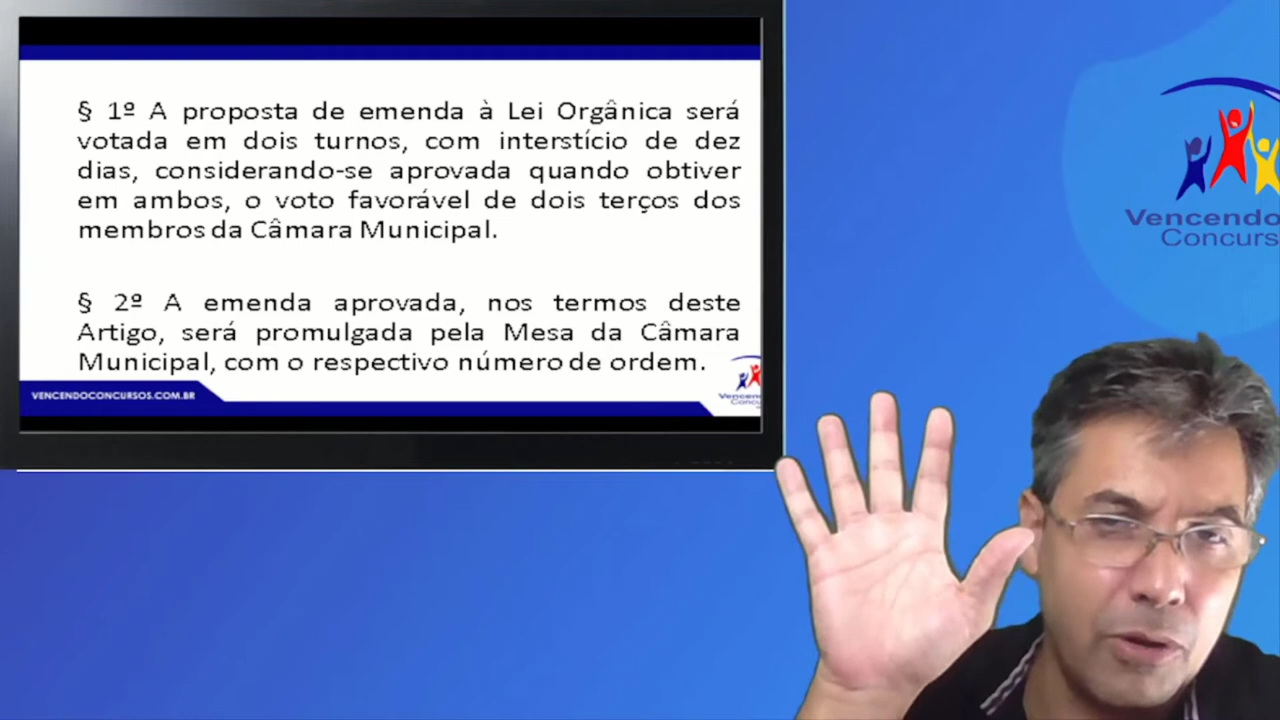 § 1º A proposta de emenda à Lei Orgânica será
votada em dois turnos, com interstício de dez
dias, considerando-se aprovada quando obtiver
em ambos, o voto favorável de dois terços dos
membros da Câmara Municipal.
§ 2º A emenda aprovada, nos termos deste
Artigo, será promulgada pela Mesa da Câmara
Municipal, com o respectivo número de ordem.
VENCENDOCONCURSOS.COM.BR
Vencendo
Concurs